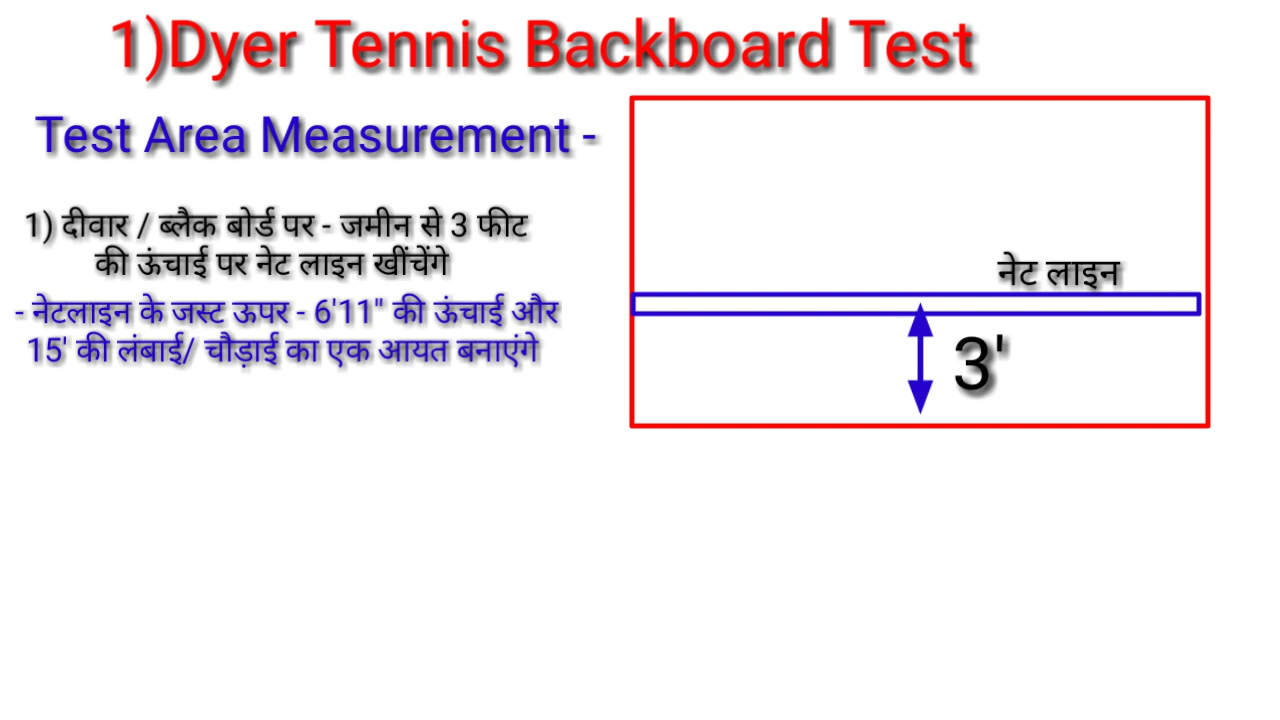 1)Dyer Tennis Backboard Test
Test Area Measurement -
1) दीवार / ब्लैक बोर्ड पर - जमीन से 3 फीट
की ऊंचाई पर नेट लाइन खींचेंगे
- नेटलाइन के जस्ट ऊपर - 6'11" की ऊंचाई और
15' की लंबाई/ चौड़ाई का एक आयत बनाएंगे
नेट लाइन
3'